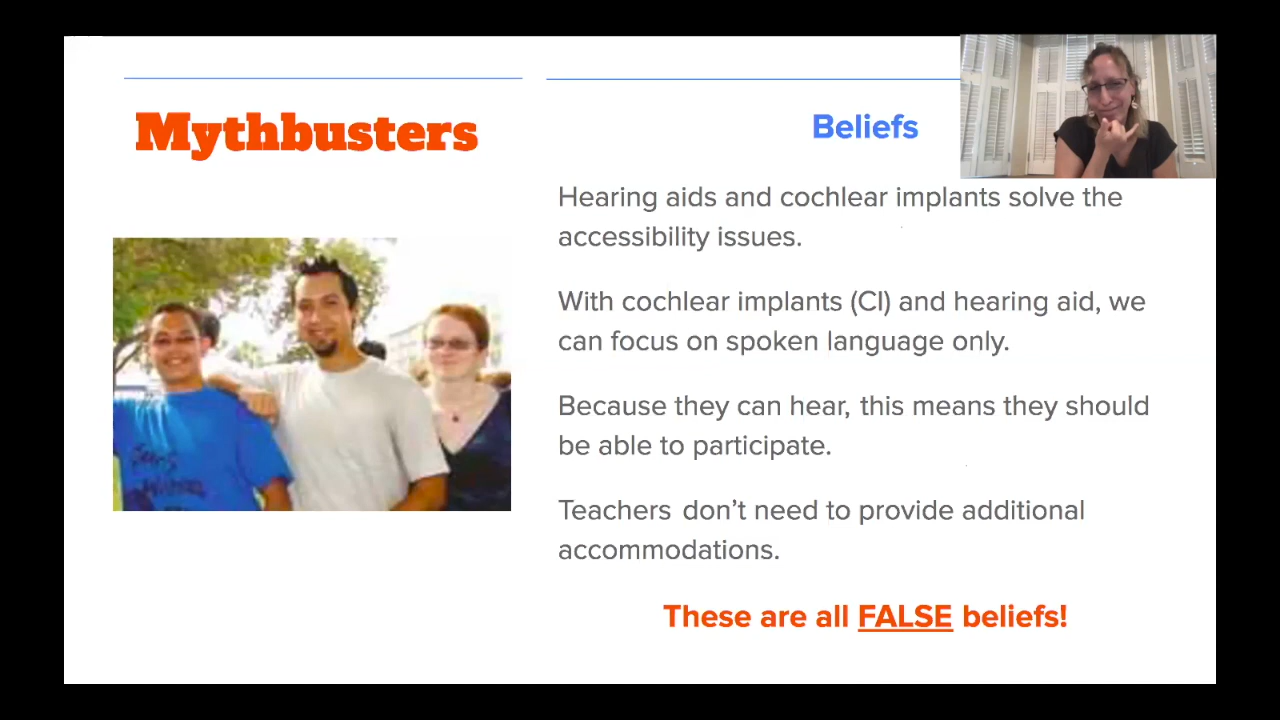 Mythbusters
Beliefs
Hearing aids and cochlear implants solve the
accessibility issues.
With cochlear implants (CI) and hearing aid, we
can focus on spoken language only.
Because they can hear, this means they should
be able to participate.
Teachers don’t need to provide additional
accommodations.
These are all FALSE beliefs!